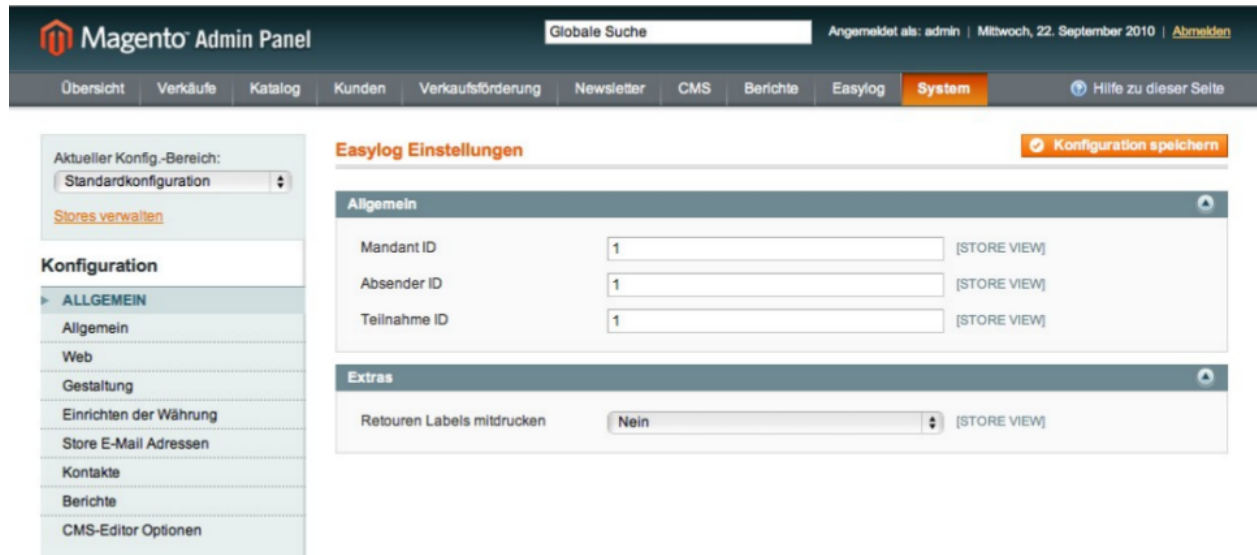 Magento Admin Panel
Globale Suche
Angemeldet als: admin | Mittwoch, 22. September 2010 | Abmelden
Übersicht Verkäufe Katalog Kunden Verkaufsförderung Newsletter CMS Berichte Easylog System Hilfe zu dieser Seite
Aktueller Konfig.-Bereich:
Standardkonfiguration
Stores verwalten
Konfiguration
ALLGEMEIN
Allgemein
Web
Gestaltung
Einrichten der Währung
Store E-Mail Adressen
Kontakte
Berichte
CMS-Editor Optionen
Easylog Einstellungen
Konfiguration speichern
Allgemein
Mandant ID 1 [STORE VIEW]
Absender ID 1 [STORE VIEW]
Teilnahme ID 1 [STORE VIEW]
Extras
Retouren Labels mitdrucken Nein [STORE VIEW]